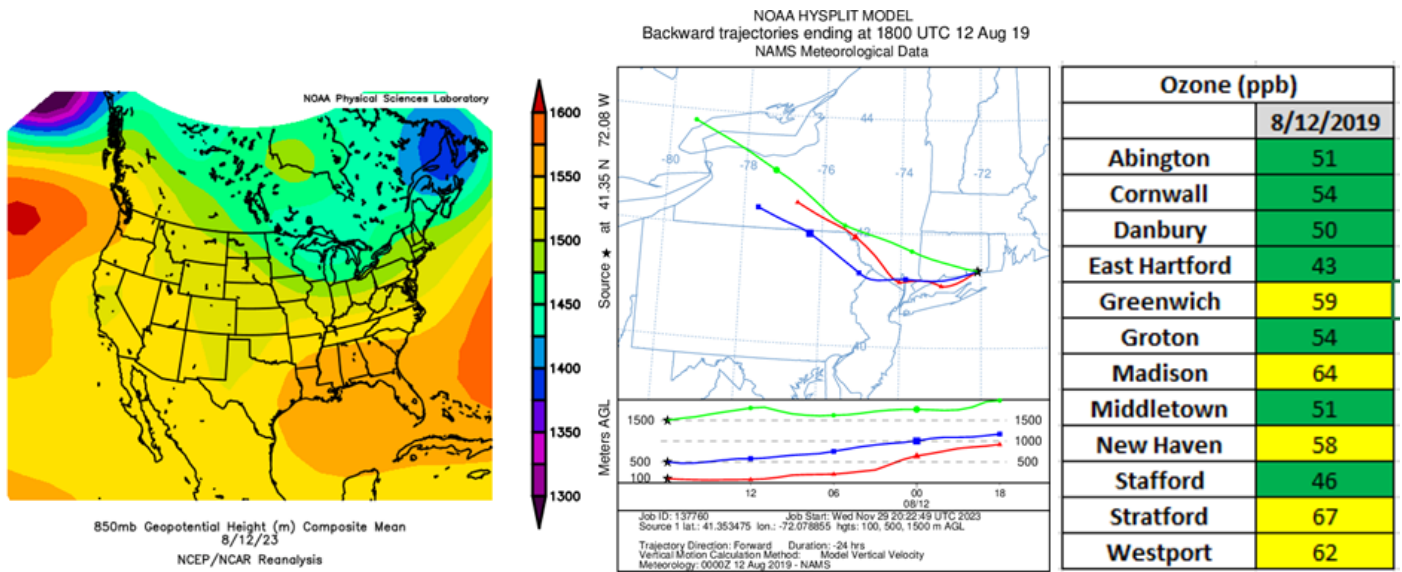 NOAA Physical Sciences Laboratory
1600
1550
1500
1450
1400
1350
1300
850mb Geopotential Height (m) Composite Mean
8/12/23
NCEP/NCAR Reanalysis
NOAA HYSPLIT MODEL
Backward trajectories ending at 1800 UTC 12 Aug 19
NAMS Meteorological Data
Source ★ at 41.35 N 72.08 W
-80
-78
-76
-74
-72
44
42
40
Meters AGL
1500
500
100
1500
1000
500
12
06
00
18
08/12
Job ID: 137760 Job Start: Wed Nov 29 20:22:49 UTC 2023
Source 1 lat.: 41.353475 lon.: -72.078855 hgts: 100, 500, 1500 m AGL
Trajectory Direction: Forward Duration: -24 hrs
Vertical Motion Calculation Method: Model Vertical Velocity
Meteorology: 0000Z 12 Aug 2019 - NAMS
Ozone (ppb)
8/12/2019
Abington 51
Cornwall 54
Danbury 50
East Hartford 43
Greenwich 59
Groton 54
Madison 64
Middletown 51
New Haven 58
Stafford 46
Stratford 67
Westport 62